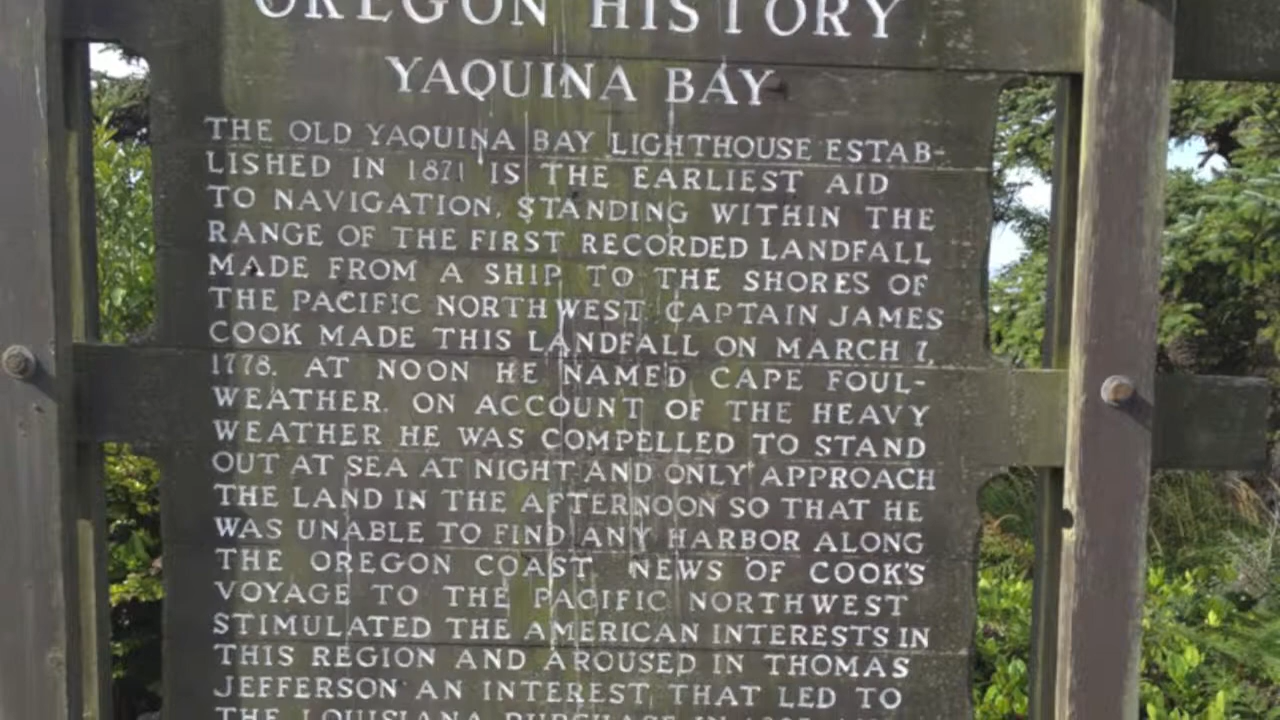 OREGON HISTORY
YAQUINA BAY
THE OLD YAQUINA BAY LIGHTHOUSE ESTAB-
LISHED IN 1871 IS THE EARLIEST AID
TO NAVIGATION, STANDING WITHIN THE
RANGE OF THE FIRST RECORDED LANDFALL
MADE FROM A SHIP TO THE SHORES OF
THE PACIFIC NORTHWEST. CAPTAIN JAMES
COOK MADE THIS LANDFALL ON MARCH 7,
1778. AT NOON HE NAMED CAPE FOUL-
WEATHER. ON ACCOUNT OF THE HEAVY
WEATHER HE WAS COMPELLED TO STAND
OUT AT SEA AT NIGHT AND ONLY APPROACH
THE LAND IN THE AFTERNOON SO THAT HE
WAS UNABLE TO FIND ANY HARBOR ALONG
THE OREGON COAST NEWS OF COOK'S
VOYAGE TO THE PACIFIC NORTHWEST
STIMULATED THE AMERICAN INTERESTS IN
THIS REGION AND AROUSED IN THOMAS
JEFFERSON AN INTEREST THAT LED TO
THE LOUISIANA PURCHASE IN